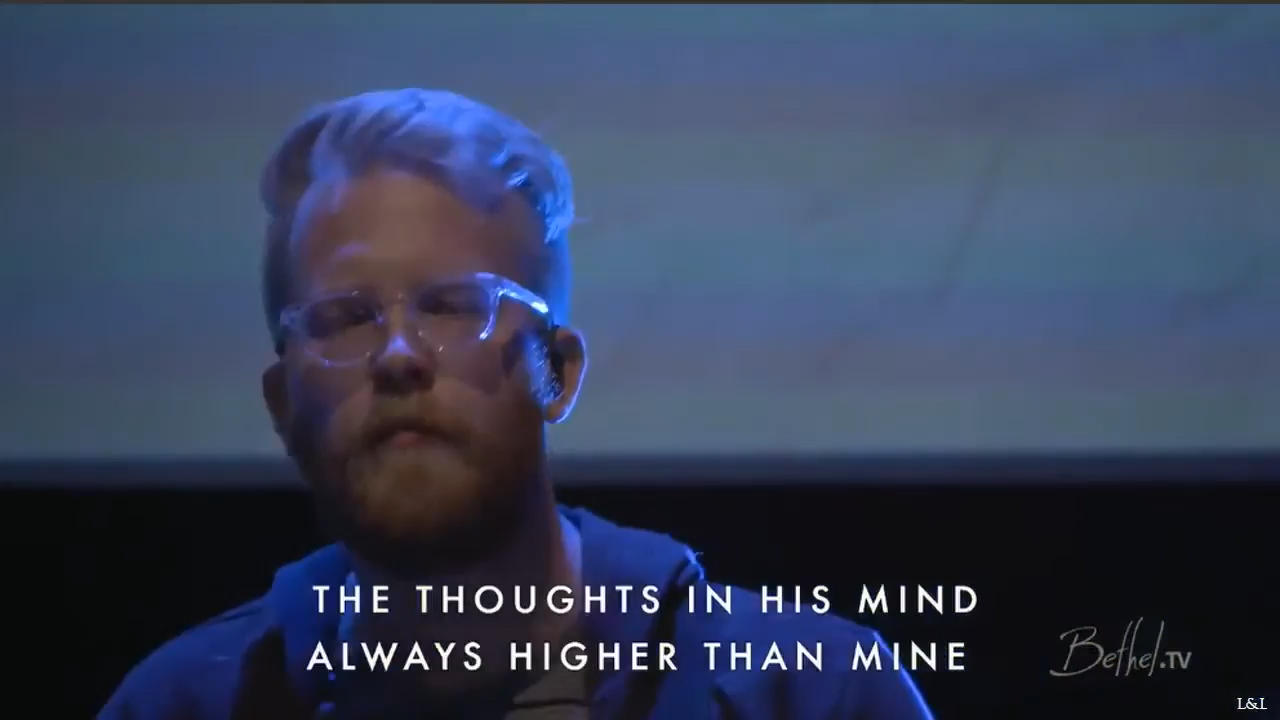 THE THOUGHTS IN HIS MIND
ALWAYS HIGHER THAN MINE
Bethel.TV
L&L